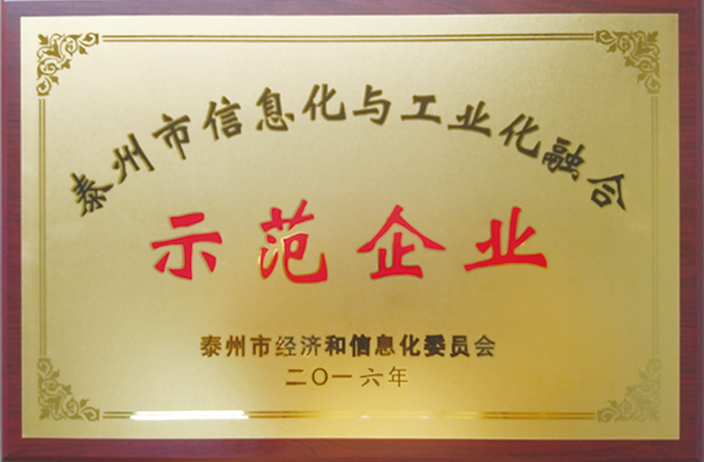 泰州市信息化与工业化融合
示范企业
泰州市经济和信息化委员会
二〇一六年